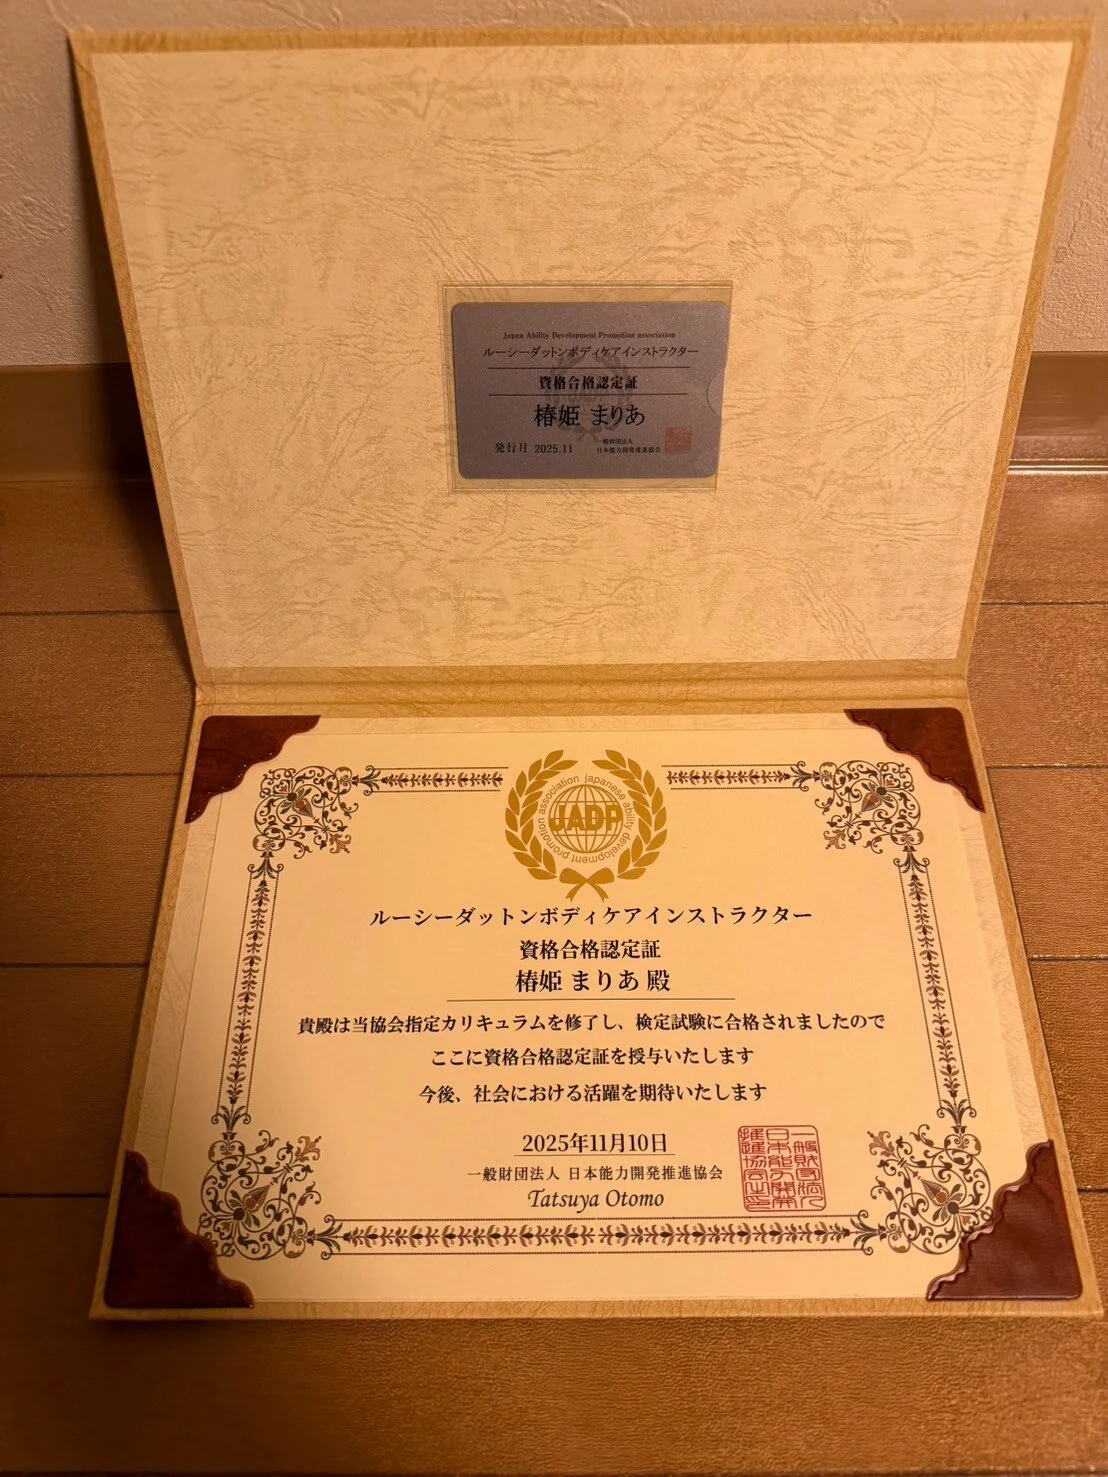 Japan Ability Development Promotion association
ルーシーダットンボディケアインストラクター
資格合格認定証
椿姫 まりあ
発行月 2025.11
一般財団法人
日本能力開発推進協会
association japanese ability development promotion
JADP
ルーシーダットンボディケアインストラクター
資格合格認定証
椿姫 まりあ 殿
貴殿は当協会指定カリキュラムを修了し、検定試験に合格されましたので
ここに資格合格認定証を授与いたします
今後、社会における活躍を期待いたします
2025年11月10日
一般財団法人 日本能力開発推進協会
Tatsuya Otomo